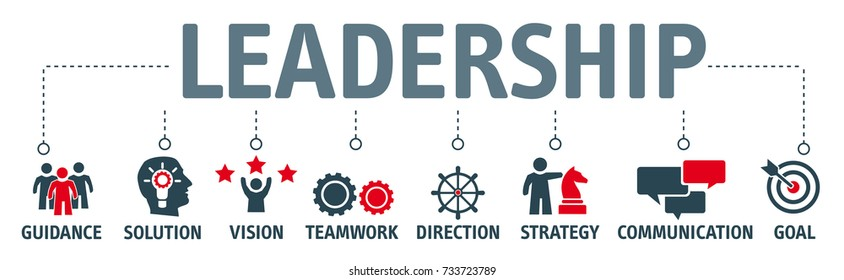 LEADERSHIP
GUIDANCE SOLUTION VISION TEAMWORK DIRECTION STRATEGY COMMUNICATION GOAL
shutterstock.com · 733723789